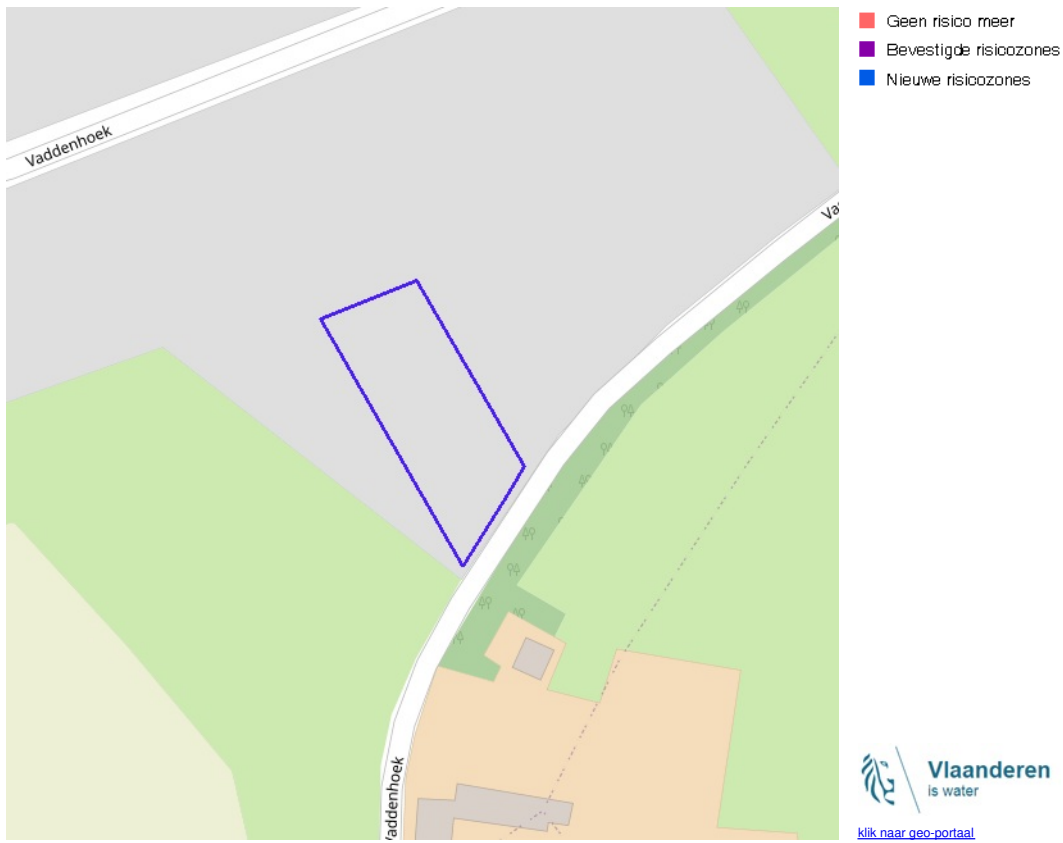 Geen risico meer
Bevestigde risicozones
Nieuwe risicozones
Vaddenhoek
Va
Vaddenhoek
Vlaanderen
is water
klik naar geo-portaal